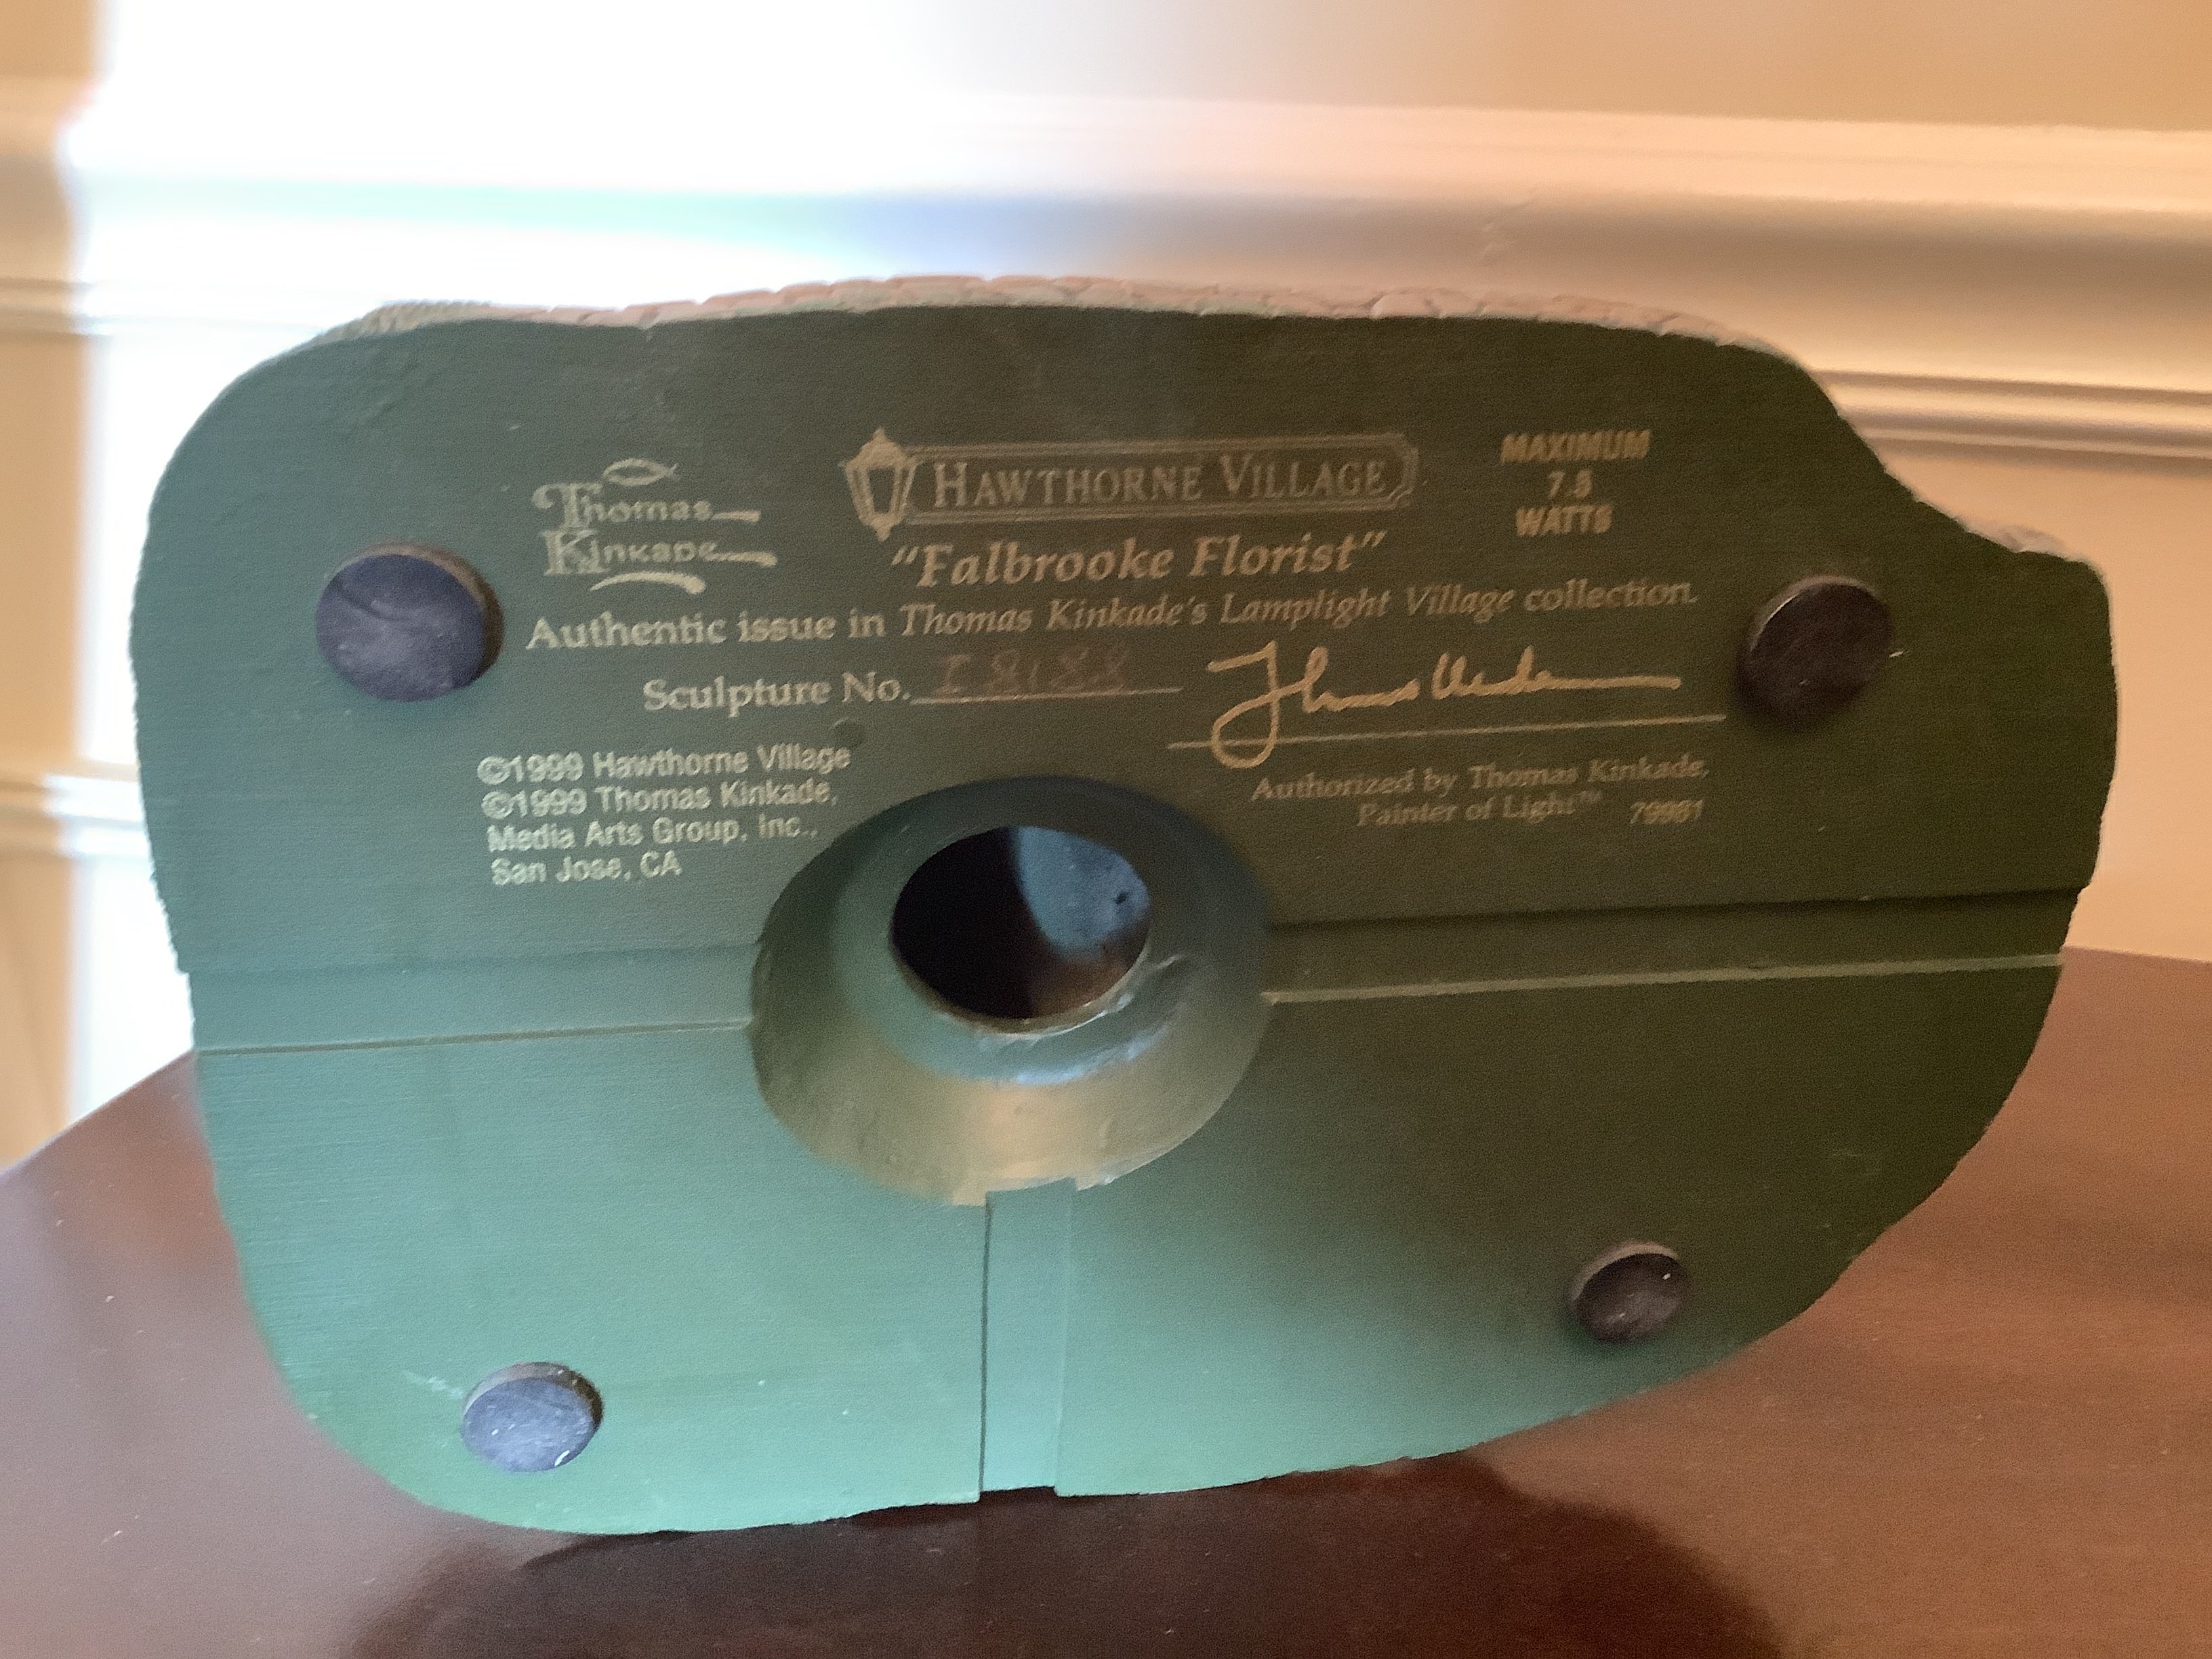 Thomas
Kinkade
HAWTHORNE VILLAGE
MAXIMUM
7.5
WATTS
"Falbrooke Florist"
Authentic issue in Thomas Kinkade's Lamplight Village collection.
Sculpture No. I8188
©1999 Hawthorne Village
©1999 Thomas Kinkade,
Media Arts Group, Inc.,
San Jose, CA
Authorized by Thomas Kinkade,
Painter of Light™ 79961